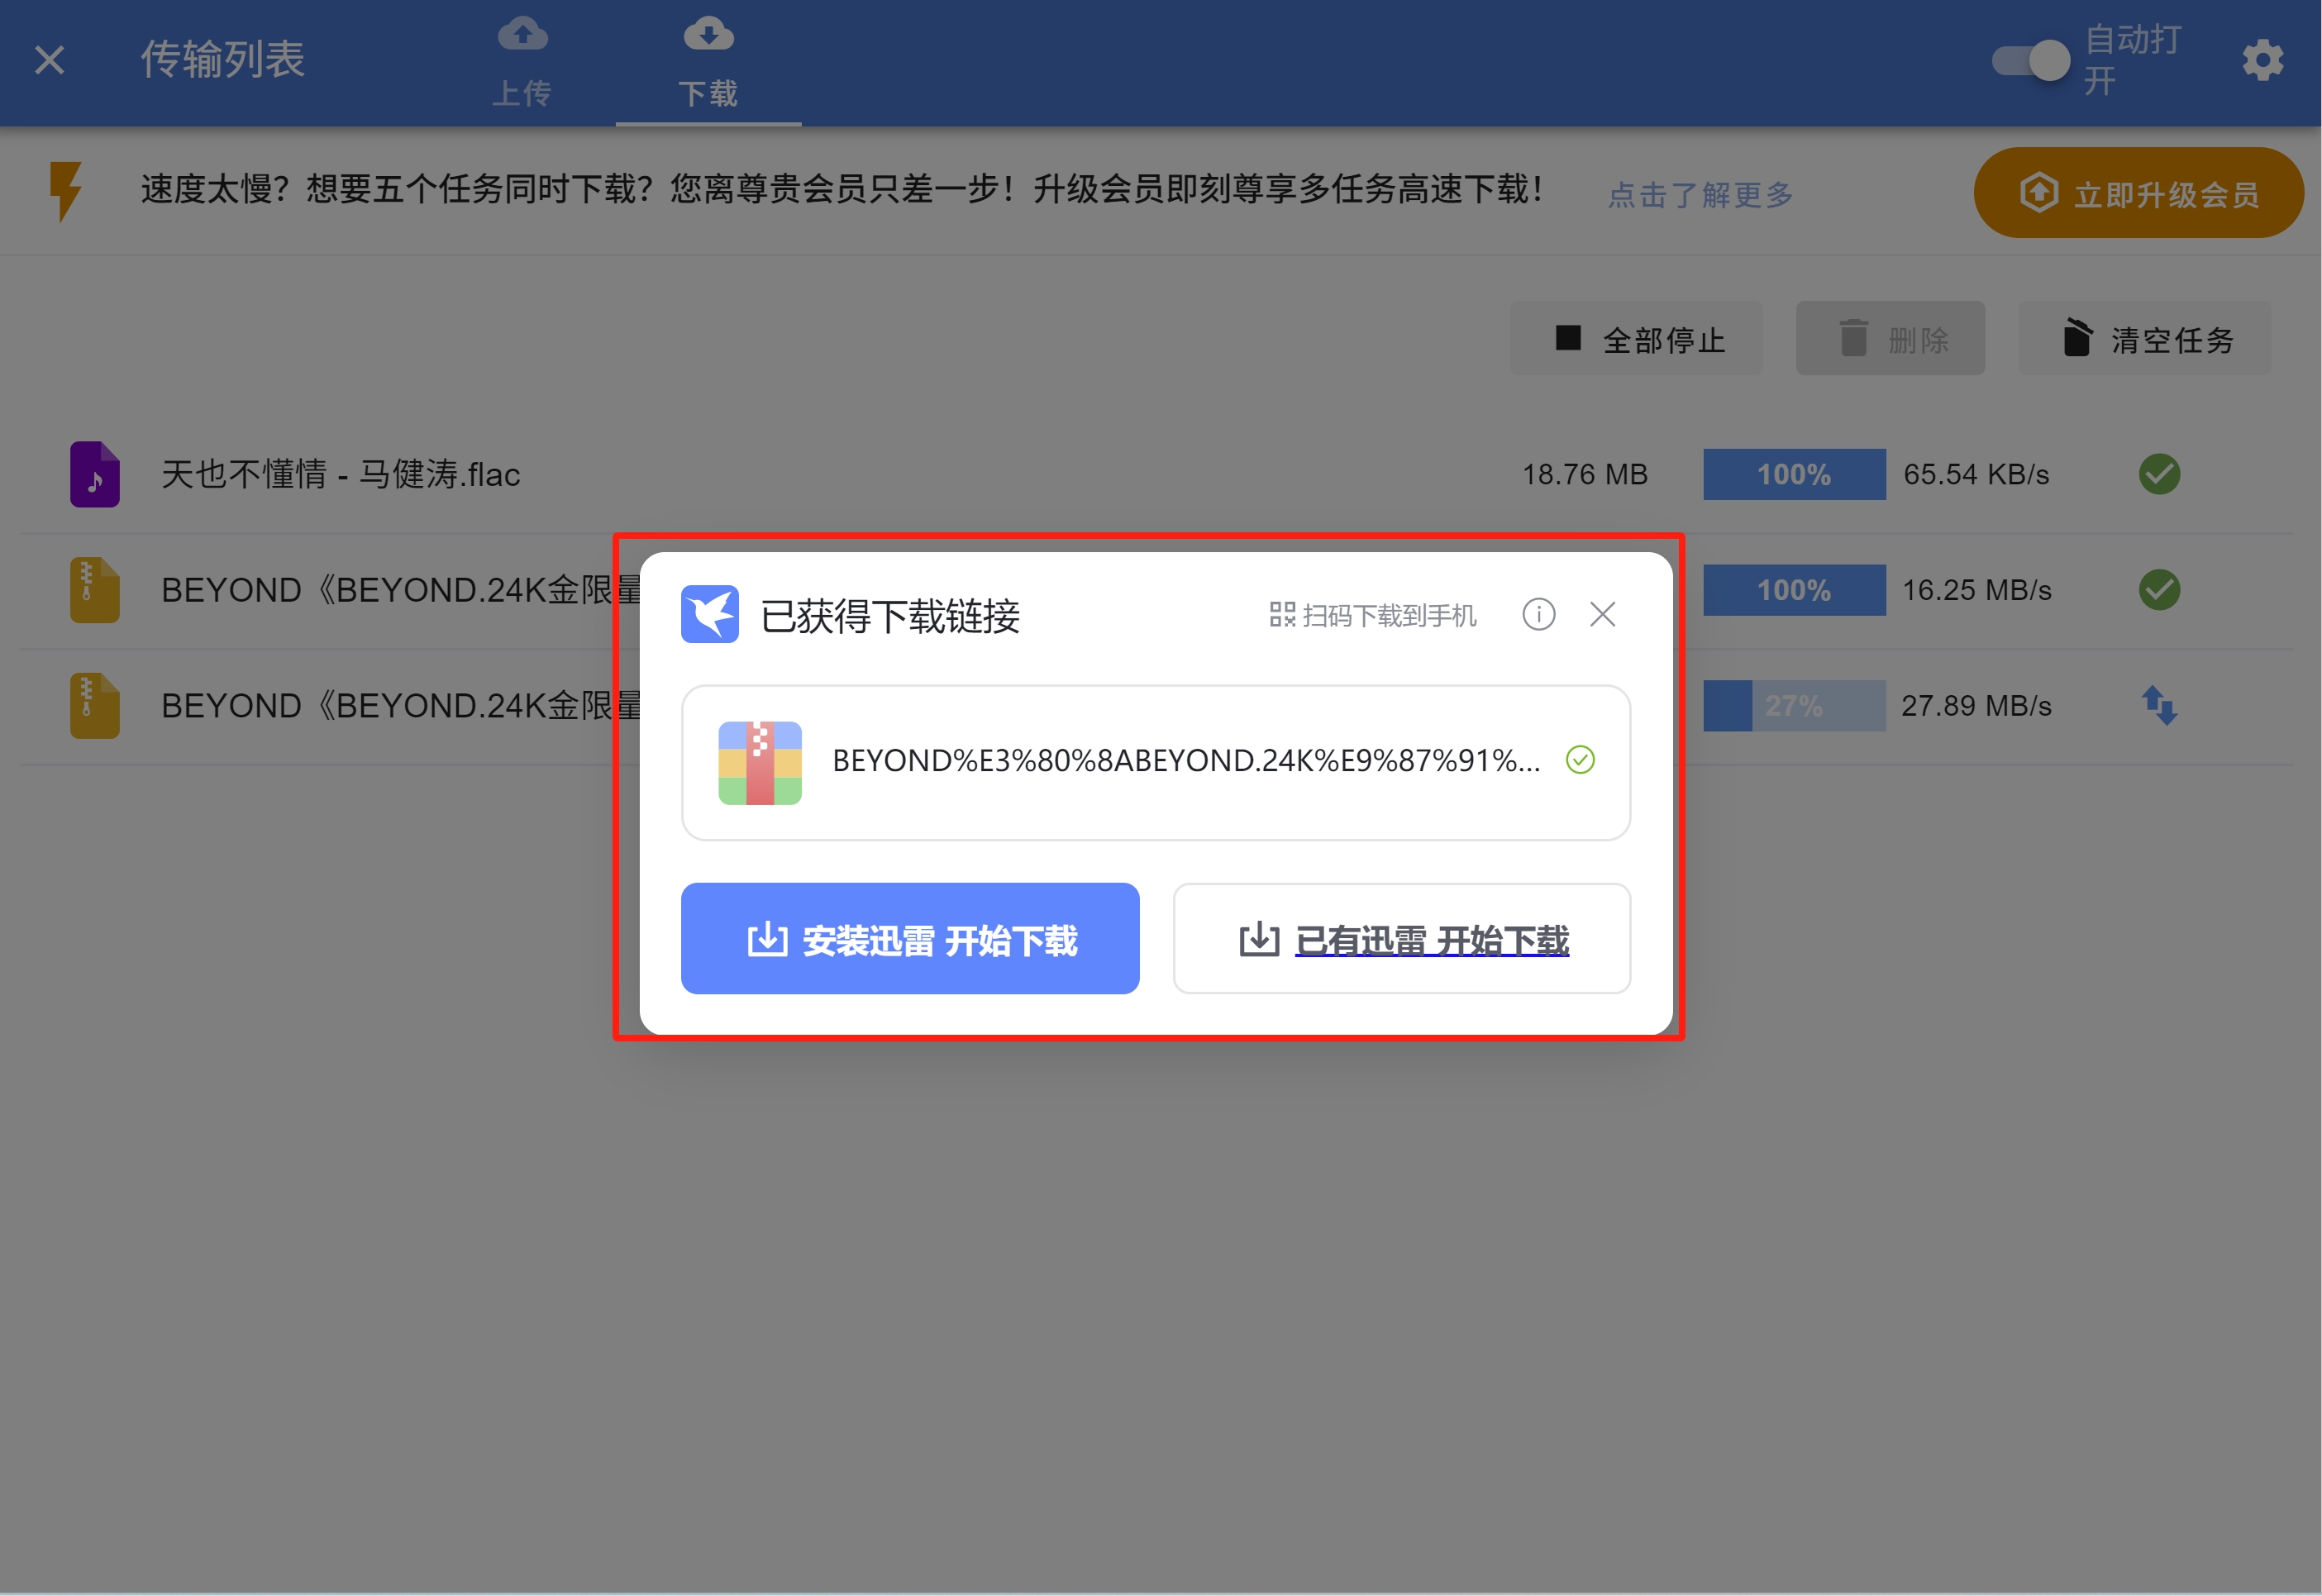 传输列表
上传
下载
自动打
开
速度太慢？想要五个任务同时下载？您离尊贵会员只差一步！升级会员即刻尊享多任务高速下载！
点击了解更多
立即升级会员
全部停止
删除
清空任务
天也不懂情 - 马健涛.flac
18.76 MB
100%
65.54 KB/s
BEYOND《BEYOND.24K金限量
100%
16.25 MB/s
BEYOND《BEYOND.24K金限量
27%
27.89 MB/s
已获得下载链接
扫码下载到手机
BEYOND%E3%80%8ABEYOND.24K%E9%87%91%...
安装迅雷 开始下载
已有迅雷 开始下载